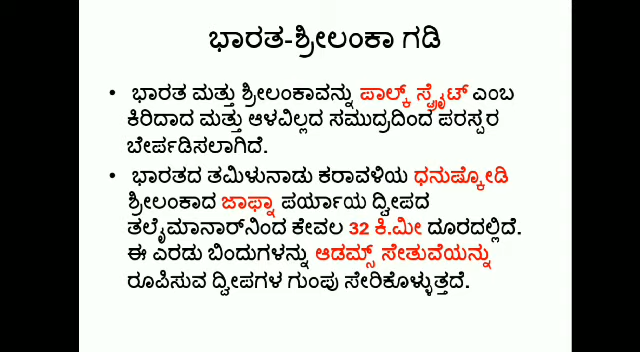 ಭಾರತ-ಶ್ರೀಲಂಕಾ ಗಡಿ
• ಭಾರತ ಮತ್ತು ಶ್ರೀಲಂಕಾವನ್ನು ಪಾಲ್ಕ್ ಸ್ಟ್ರೈಟ್ ಎಂಬ
ಕಿರಿದಾದ ಮತ್ತು ಆಳವಿಲ್ಲದ ಸಮುದ್ರದಿಂದ ಪರಸ್ಪರ
ಬೇರ್ಪಡಿಸಲಾಗಿದೆ.
• ಭಾರತದ ತಮಿಳುನಾಡು ಕರಾವಳಿಯ ಧನುಷ್ಕೋಡಿ
ಶ್ರೀಲಂಕಾದ ಜಾಫ್ನಾ ಪರ್ಯಾಯ ದ್ವೀಪದ
ತಲೈಮಾನಾರ್‌ನಿಂದ ಕೇವಲ 32 ಕಿ.ಮೀ ದೂರದಲ್ಲಿದೆ.
ಈ ಎರಡು ಬಿಂದುಗಳನ್ನು ಆಡಮ್ಸ್ ಸೇತುವೆಯನ್ನು
ರೂಪಿಸುವ ದ್ವೀಪಗಳ ಗುಂಪು ಸೇರಿಕೊಳ್ಳುತ್ತದೆ.